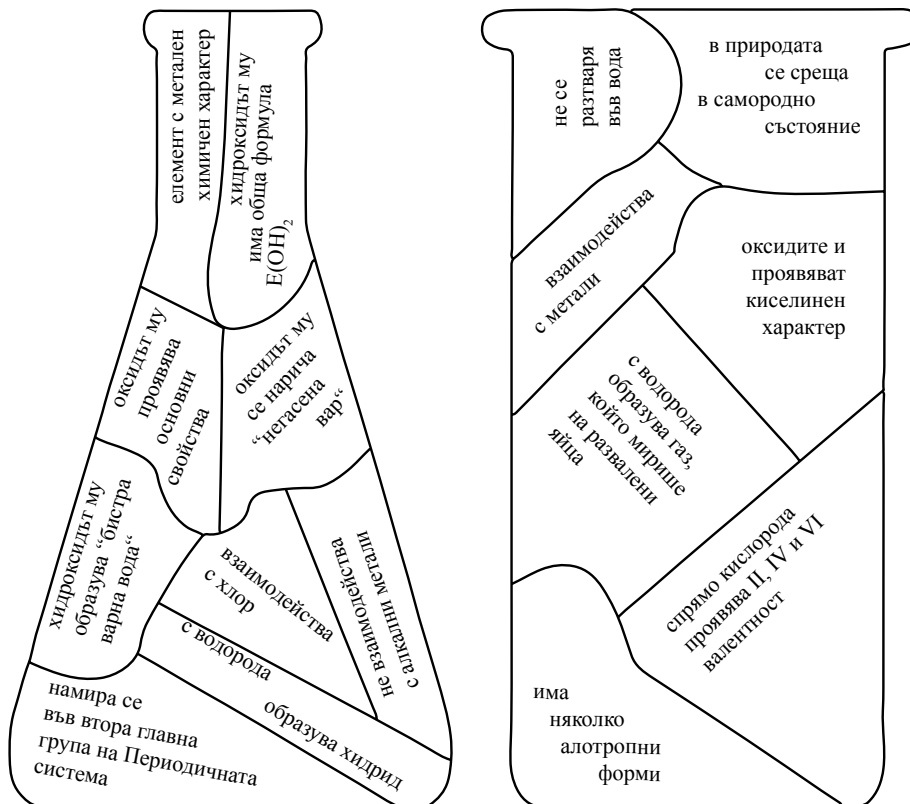 елемент с метален
химичен характер
хидроксидът му
има обща формула
E(OH)₂
оксидът му
проявява
основни
свойства
оксидът му
се нарича
“негасена
вар“
хидроксидът му
образува “бистра
варна вода“
взаимодейства
с хлор
не взаимодейства
с алкални метали
с водорода
образува хидрид
намира се
във втора главна
група на Периодичната
система
не се
разтваря
във вода
в природата
се среща
в самородно
състояние
взаимодейства
с метали
оксидите и
проявяват
киселинен
характер
с водорода
образува газ,
който мирише
на развалени
яйца
спрямо кислорода
проявява II, IV и VI
валентност
има
няколко
алотропни
форми